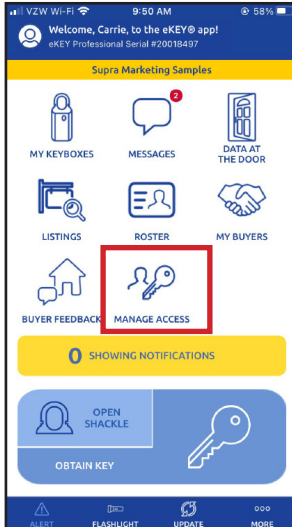 VZW Wi-Fi 9:50 AM 58%
Welcome, Carrie, to the eKEY® app!
eKEY Professional Serial #20018497
Supra Marketing Samples
2
MY KEYBOXES MESSAGES DATA AT
THE DOOR
LISTINGS ROSTER MY BUYERS
BUYER FEEDBACK MANAGE ACCESS
0 SHOWING NOTIFICATIONS
OPEN
SHACKLE
OBTAIN KEY
ALERT FLASHLIGHT UPDATE MORE